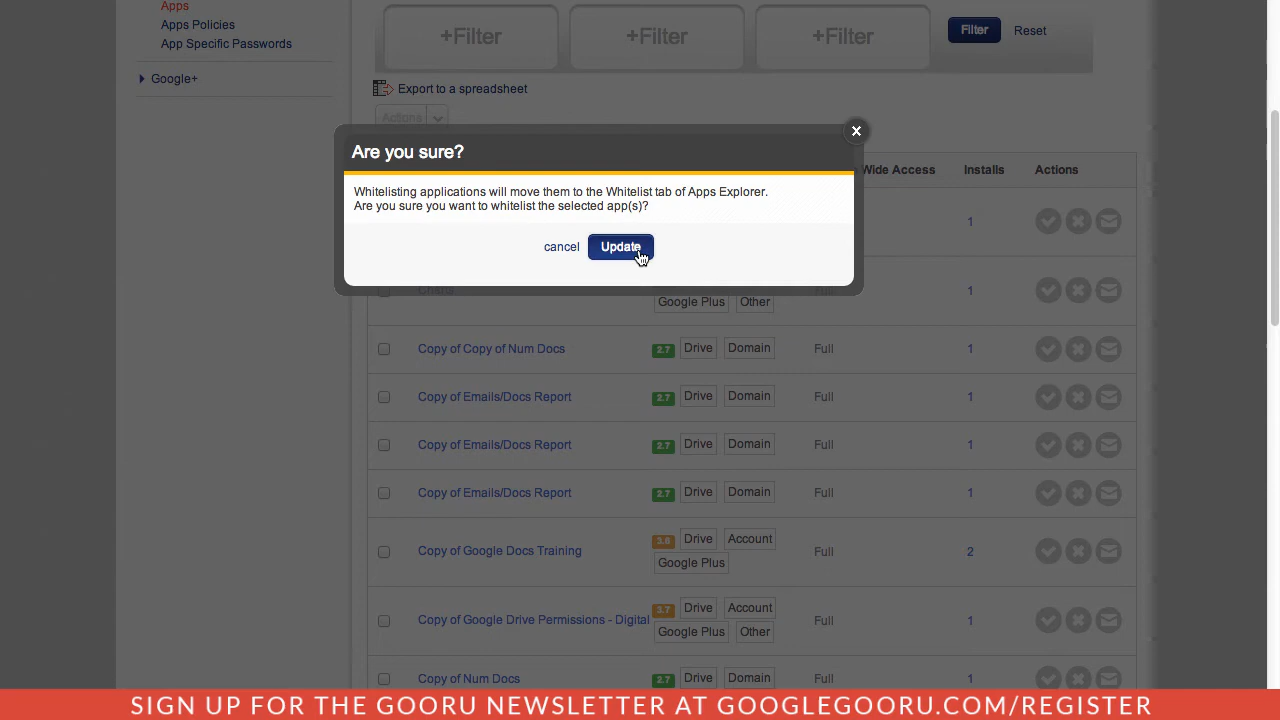 Apps
Apps Policies
App Specific Passwords
Google+
+Filter +Filter +Filter Filter Reset
Export to a spreadsheet
Actions
Are you sure?
Whitelisting applications will move them to the Whitelist tab of Apps Explorer.
Are you sure you want to whitelist the selected app(s)?
cancel Update
Wide Access Installs Actions
1
Full 1
Google Plus Other
Copy of Copy of Num Docs 2.7 Drive Domain Full 1
Copy of Emails/Docs Report 2.7 Drive Domain Full 1
Copy of Emails/Docs Report 2.7 Drive Domain Full 1
Copy of Emails/Docs Report 2.7 Drive Domain Full 1
Copy of Google Docs Training 3.6 Drive Account Full 2
Google Plus
Copy of Google Drive Permissions - Digital 3.7 Drive Account Full 1
Google Plus Other
Copy of Num Docs 2.7 Drive Domain Full 1
SIGN UP FOR THE GOORU NEWSLETTER AT GOOGLEGOORU.COM/REGISTER